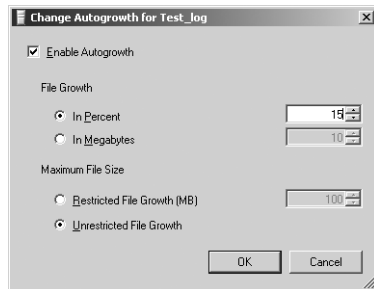 Change Autogrowth for Test_log
Enable Autogrowth
File Growth
In Percent 15
In Megabytes 10
Maximum File Size
Restricted File Growth (MB) 100
Unrestricted File Growth
OK Cancel